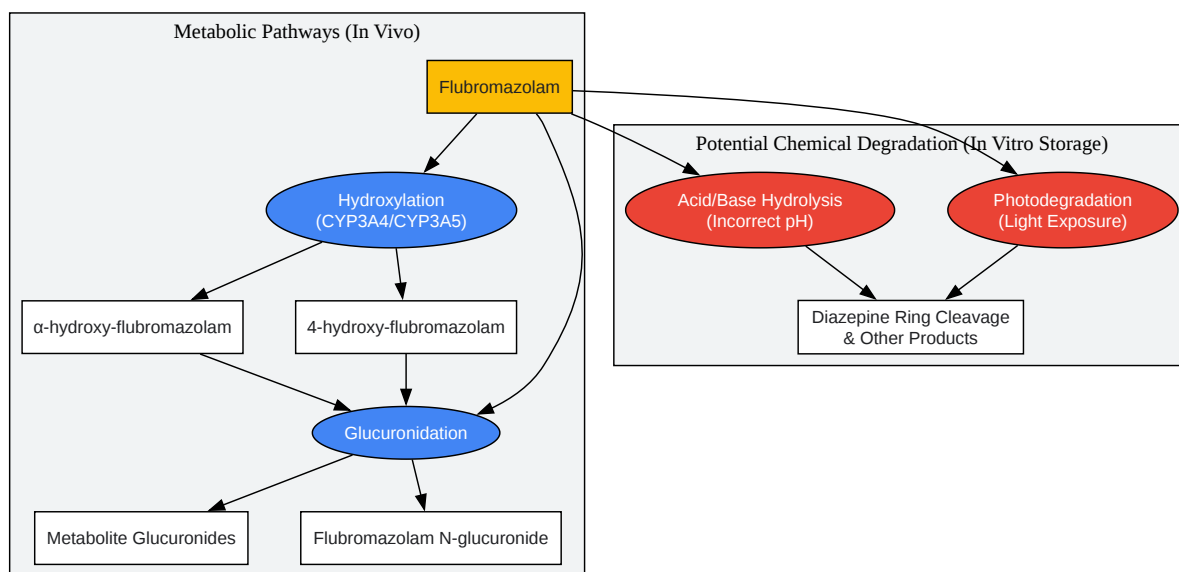 Metabolic Pathways (In Vivo)
Flubromazolam
Potential Chemical Degradation (In Vitro Storage)
Hydroxylation
(CYP3A4/CYP3A5)
Acid/Base Hydrolysis
(Incorrect pH)
Photodegradation
(Light Exposure)
α-hydroxy-flubromazolam
4-hydroxy-flubromazolam
Diazepine Ring Cleavage
& Other Products
Glucuronidation
Metabolite Glucuronides
Flubromazolam N-glucuronide